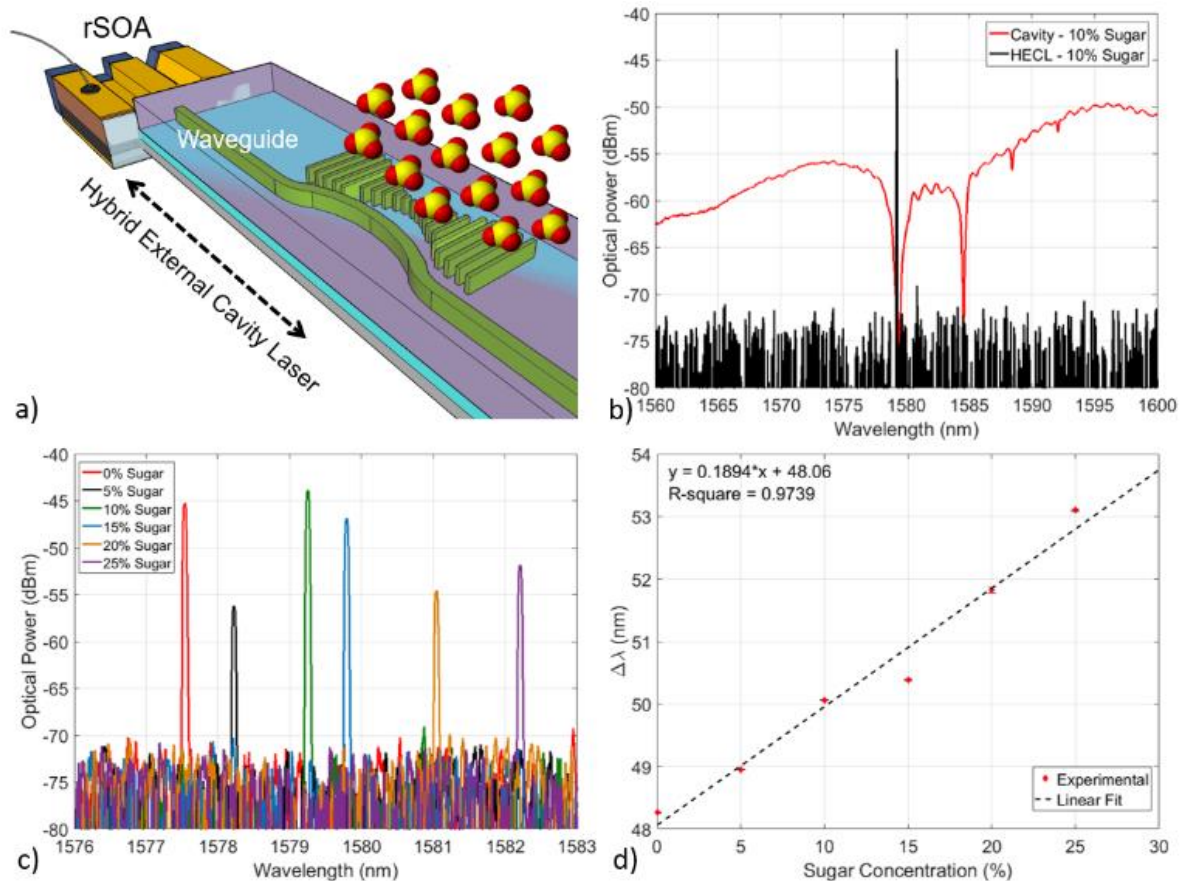 rSOA
Waveguide
Hybrid External Cavity Laser
a)
-40
-45
-50
-55
-60
-65
-70
-75
-80
Optical power (dBm)
Cavity - 10% Sugar
HECL - 10% Sugar
1560 1565 1570 1575 1580 1585 1590 1595 1600
Wavelength (nm)
b)
-40
-45
-50
-55
-60
-65
-70
-75
-80
Optical Power (dBm)
0% Sugar
5% Sugar
10% Sugar
15% Sugar
20% Sugar
25% Sugar
1576 1577 1578 1579 1580 1581 1582 1583
Wavelength (nm)
c)
54
53
52
51
50
49
48
Δλ (nm)
y = 0.1894*x + 48.06
R-square = 0.9739
Experimental
Linear Fit
0 5 10 15 20 25 30
Sugar Concentration (%)
d)